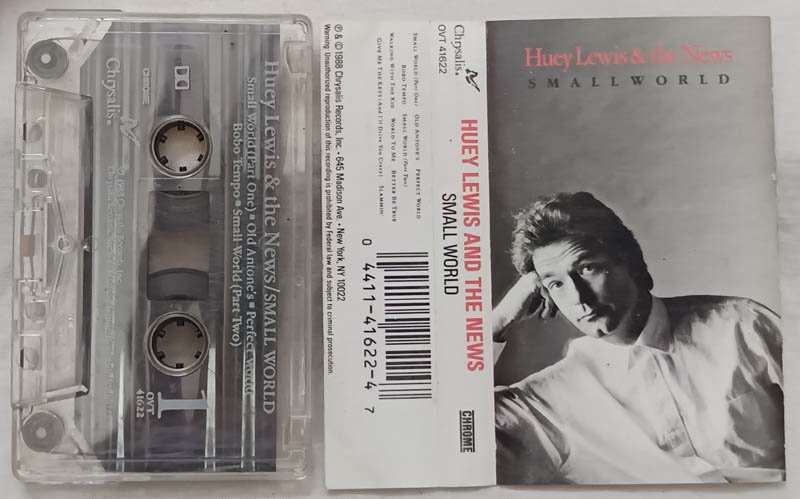 Huey Lewis & the News/SMALL WORLD
Small World (Part One) ■ Old Antone's ■ Perfect World
Bobo Tempo ■ Small World (Part Two)
CHROME
Chrysalis®
1
OVT
41622
℗ & © 1988 Chrysalis Records, Inc. • 645 Madison Ave. • New York, NY 10022
Warning: Unauthorized reproduction of this recording is prohibited by Federal law and subject to criminal prosecution.
Chrysalis®
OVT 41622
SMALL WORLD (Part One) OLD ANTONE'S PERFECT WORLD
BOBO TEMPO SMALL WORLD (Part Two)
WALKING WITH THE KID WORLD TO ME BETTER BE TRUE
GIVE ME THE KEYS (AND I'LL DRIVE YOU CRAZY) SLAMMIN'
0 4411-41622-4 7
HUEY LEWIS AND THE NEWS
SMALL WORLD
CHROME
Huey Lewis & the News
SMALL WORLD